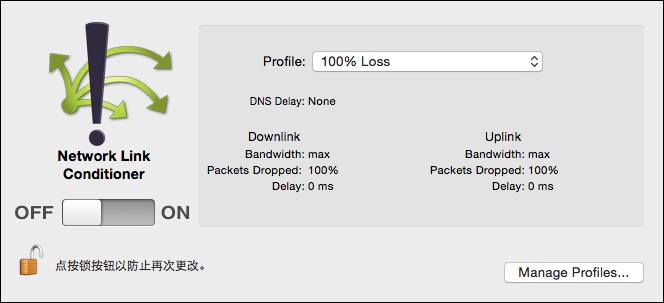 Profile: 100% Loss
DNS Delay: None
Downlink
Bandwidth: max
Packets Dropped: 100%
Delay: 0 ms
Uplink
Bandwidth: max
Packets Dropped: 100%
Delay: 0 ms
Network Link
Conditioner
OFF ON
点按锁按钮以防止再次更改。
Manage Profiles...